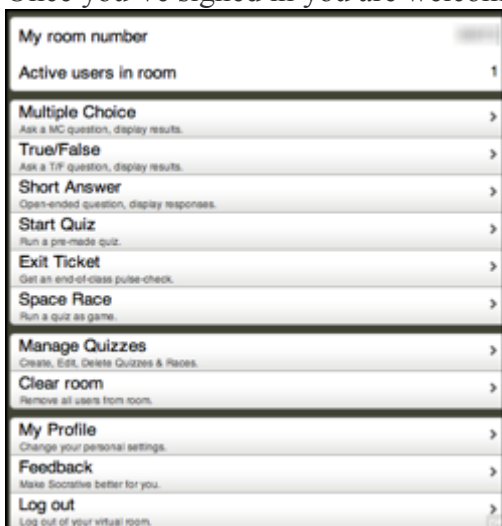 Once you've signed in you are welcom
My room number
Active users in room 1
Multiple Choice
Ask a MC question, display results.
True/False
Ask a T/F question, display results.
Short Answer
Open-ended question, display responses.
Start Quiz
Run a pre-made quiz.
Exit Ticket
Get an end-of-class pulse-check.
Space Race
Run a quiz as game.
Manage Quizzes
Create, Edit, Delete Quizzes & Races.
Clear room
Remove all users from room.
My Profile
Change your personal settings.
Feedback
Make Socrative better for you.
Log out
Log out of your virtual room.